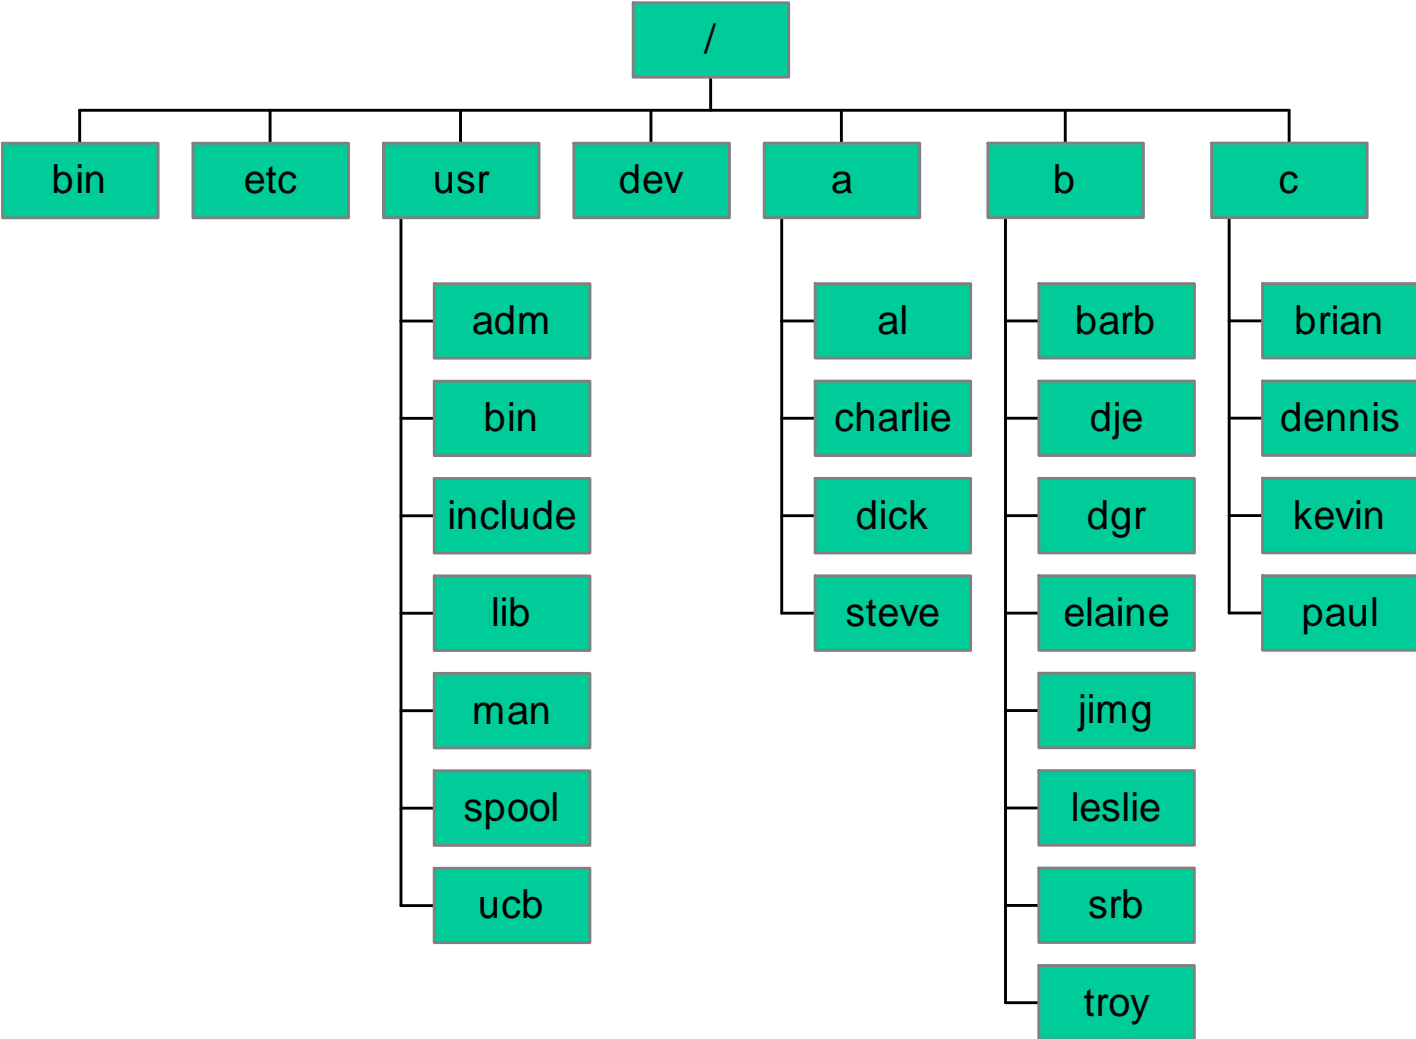 /
bin
etc
usr
dev
a
b
c
adm
bin
include
lib
man
spool
ucb
al
charlie
dick
steve
barb
dje
dgr
elaine
jimg
leslie
srb
troy
brian
dennis
kevin
paul